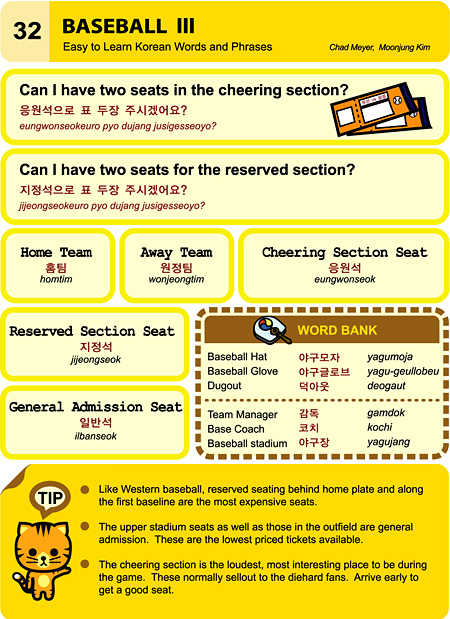 32
BASEBALL III
Easy to Learn Korean Words and Phrases
Chad Meyer, Moonjung Kim
Can I have two seats in the cheering section?
응원석으로 표 두장 주시겠어요?
eungwonseokeuro pyo dujang jusigesseoyo?
Can I have two seats for the reserved section?
지정석으로 표 두장 주시겠어요?
jijeongseokeuro pyo dujang jusigesseoyo?
Home Team
홈팀
homtim
Away Team
원정팀
wonjeongtim
Cheering Section Seat
응원석
eungwonseok
Reserved Section Seat
지정석
jijeongseok
General Admission Seat
일반석
ilbanseok
WORD BANK
Baseball Hat 야구모자 yagumoja
Baseball Glove 야구글로브 yagu-geullobeu
Dugout 덕아웃 deogaut
Team Manager 감독 gamdok
Base Coach 코치 kochi
Baseball stadium 야구장 yagujang
TIP
Like Western baseball, reserved seating behind home plate and along
the first baseline are the most expensive seats.
The upper stadium seats as well as those in the outfield are general
admission. These are the lowest priced tickets available.
The cheering section is the loudest, most interesting place to be during
the game. These normally sellout to the diehard fans. Arrive early to
get a good seat.